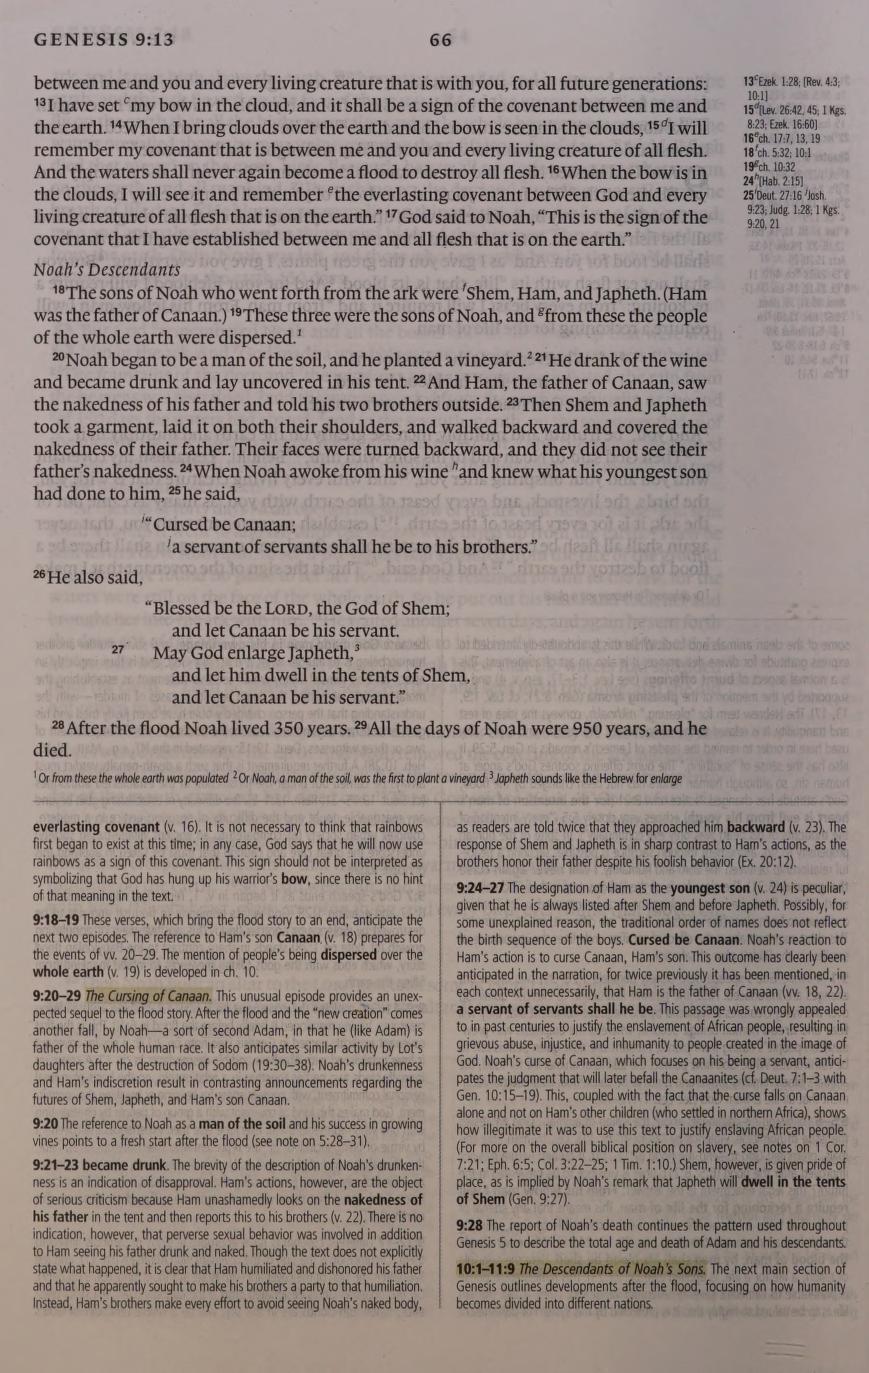 GENESIS 9:13
66
between me and you and every living creature that is with you, for all future generations:
13 I have set c my bow in the cloud, and it shall be a sign of the covenant between me and
the earth. 14 When I bring clouds over the earth and the bow is seen in the clouds, 15 d I will
remember my covenant that is between me and you and every living creature of all flesh.
And the waters shall never again become a flood to destroy all flesh. 16 When the bow is in
the clouds, I will see it and remember e the everlasting covenant between God and every
living creature of all flesh that is on the earth.” 17 God said to Noah, “This is the sign of the
covenant that I have established between me and all flesh that is on the earth.”
Noah’s Descendants
18 The sons of Noah who went forth from the ark were f Shem, Ham, and Japheth. (Ham
was the father of Canaan.) 19 These three were the sons of Noah, and g from these the people
of the whole earth were dispersed. 1
20 Noah began to be a man of the soil, and he planted a vineyard. 2 21 He drank of the wine
and became drunk and lay uncovered in his tent. 22 And Ham, the father of Canaan, saw
the nakedness of his father and told his two brothers outside. 23 Then Shem and Japheth
took a garment, laid it on both their shoulders, and walked backward and covered the
nakedness of their father. Their faces were turned backward, and they did not see their
father’s nakedness. 24 When Noah awoke from his wine h and knew what his youngest son
had done to him, 25 he said,
i “Cursed be Canaan;
j a servant of servants shall he be to his brothers.”
26 He also said,
“Blessed be the LORD, the God of Shem;
and let Canaan be his servant.
27 May God enlarge Japheth, 3
and let him dwell in the tents of Shem,
and let Canaan be his servant.”
28 After the flood Noah lived 350 years. 29 All the days of Noah were 950 years, and he
died.
1 Or from these the whole earth was populated 2 Or Noah, a man of the soil, was the first to plant a vineyard 3 Japheth sounds like the Hebrew for enlarge
13 c Ezek. 1:28; [Rev. 4:3;
10:1]
15 d [Lev. 26:42, 45; 1 Kgs.
8:23; Ezek. 16:60]
16 e ch. 17:7, 13, 19
18 f ch. 5:32; 10:1
19 g ch. 10:32
24 h [Hab. 2:15]
25 i Deut. 27:16 j Josh.
9:23; Judg. 1:28; 1 Kgs.
9:20, 21
everlasting covenant (v. 16). It is not necessary to think that rainbows
first began to exist at this time; in any case, God says that he will now use
rainbows as a sign of this covenant. This sign should not be interpreted as
symbolizing that God has hung up his warrior’s bow, since there is no hint
of that meaning in the text.
9:18–19 These verses, which bring the flood story to an end, anticipate the
next two episodes. The reference to Ham’s son Canaan (v. 18) prepares for
the events of vv. 20–29. The mention of people’s being dispersed over the
whole earth (v. 19) is developed in ch. 10.
9:20–29 The Cursing of Canaan. This unusual episode provides an unex-
pected sequel to the flood story. After the flood and the “new creation” comes
another fall, by Noah—a sort of second Adam, in that he (like Adam) is
father of the whole human race. It also anticipates similar activity by Lot’s
daughters after the destruction of Sodom (19:30–38). Noah’s drunkenness
and Ham’s indiscretion result in contrasting announcements regarding the
futures of Shem, Japheth, and Ham’s son Canaan.
9:20 The reference to Noah as a man of the soil and his success in growing
vines points to a fresh start after the flood (see note on 5:28–31).
9:21–23 became drunk. The brevity of the description of Noah’s drunken-
ness is an indication of disapproval. Ham’s actions, however, are the object
of serious criticism because Ham unashamedly looks on the nakedness of
his father in the tent and then reports this to his brothers (v. 22). There is no
indication, however, that perverse sexual behavior was involved in addition
to Ham seeing his father drunk and naked. Though the text does not explicitly
state what happened, it is clear that Ham humiliated and dishonored his father
and that he apparently sought to make his brothers a party to that humiliation.
Instead, Ham’s brothers make every effort to avoid seeing Noah’s naked body,
as readers are told twice that they approached him backward (v. 23). The
response of Shem and Japheth is in sharp contrast to Ham’s actions, as the
brothers honor their father despite his foolish behavior (Ex. 20:12).
9:24–27 The designation of Ham as the youngest son (v. 24) is peculiar,
given that he is always listed after Shem and before Japheth. Possibly, for
some unexplained reason, the traditional order of names does not reflect
the birth sequence of the boys. Cursed be Canaan. Noah’s reaction to
Ham’s action is to curse Canaan, Ham’s son. This outcome has clearly been
anticipated in the narration, for twice previously it has been mentioned, in
each context unnecessarily, that Ham is the father of Canaan (vv. 18, 22).
a servant of servants shall he be. This passage was wrongly appealed
to in past centuries to justify the enslavement of African people, resulting in
grievous abuse, injustice, and inhumanity to people created in the image of
God. Noah’s curse of Canaan, which focuses on his being a servant, antici-
pates the judgment that will later befall the Canaanites (cf. Deut. 7:1–3 with
Gen. 10:15–19). This, coupled with the fact that the curse falls on Canaan
alone and not on Ham’s other children (who settled in northern Africa), shows
how illegitimate it was to use this text to justify enslaving African people.
(For more on the overall biblical position on slavery, see notes on 1 Cor.
7:21; Eph. 6:5; Col. 3:22–25; 1 Tim. 1:10.) Shem, however, is given pride of
place, as is implied by Noah’s remark that Japheth will dwell in the tents
of Shem (Gen. 9:27).
9:28 The report of Noah’s death continues the pattern used throughout
Genesis 5 to describe the total age and death of Adam and his descendants.
10:1–11:9 The Descendants of Noah’s Sons. The next main section of
Genesis outlines developments after the flood, focusing on how humanity
becomes divided into different nations.